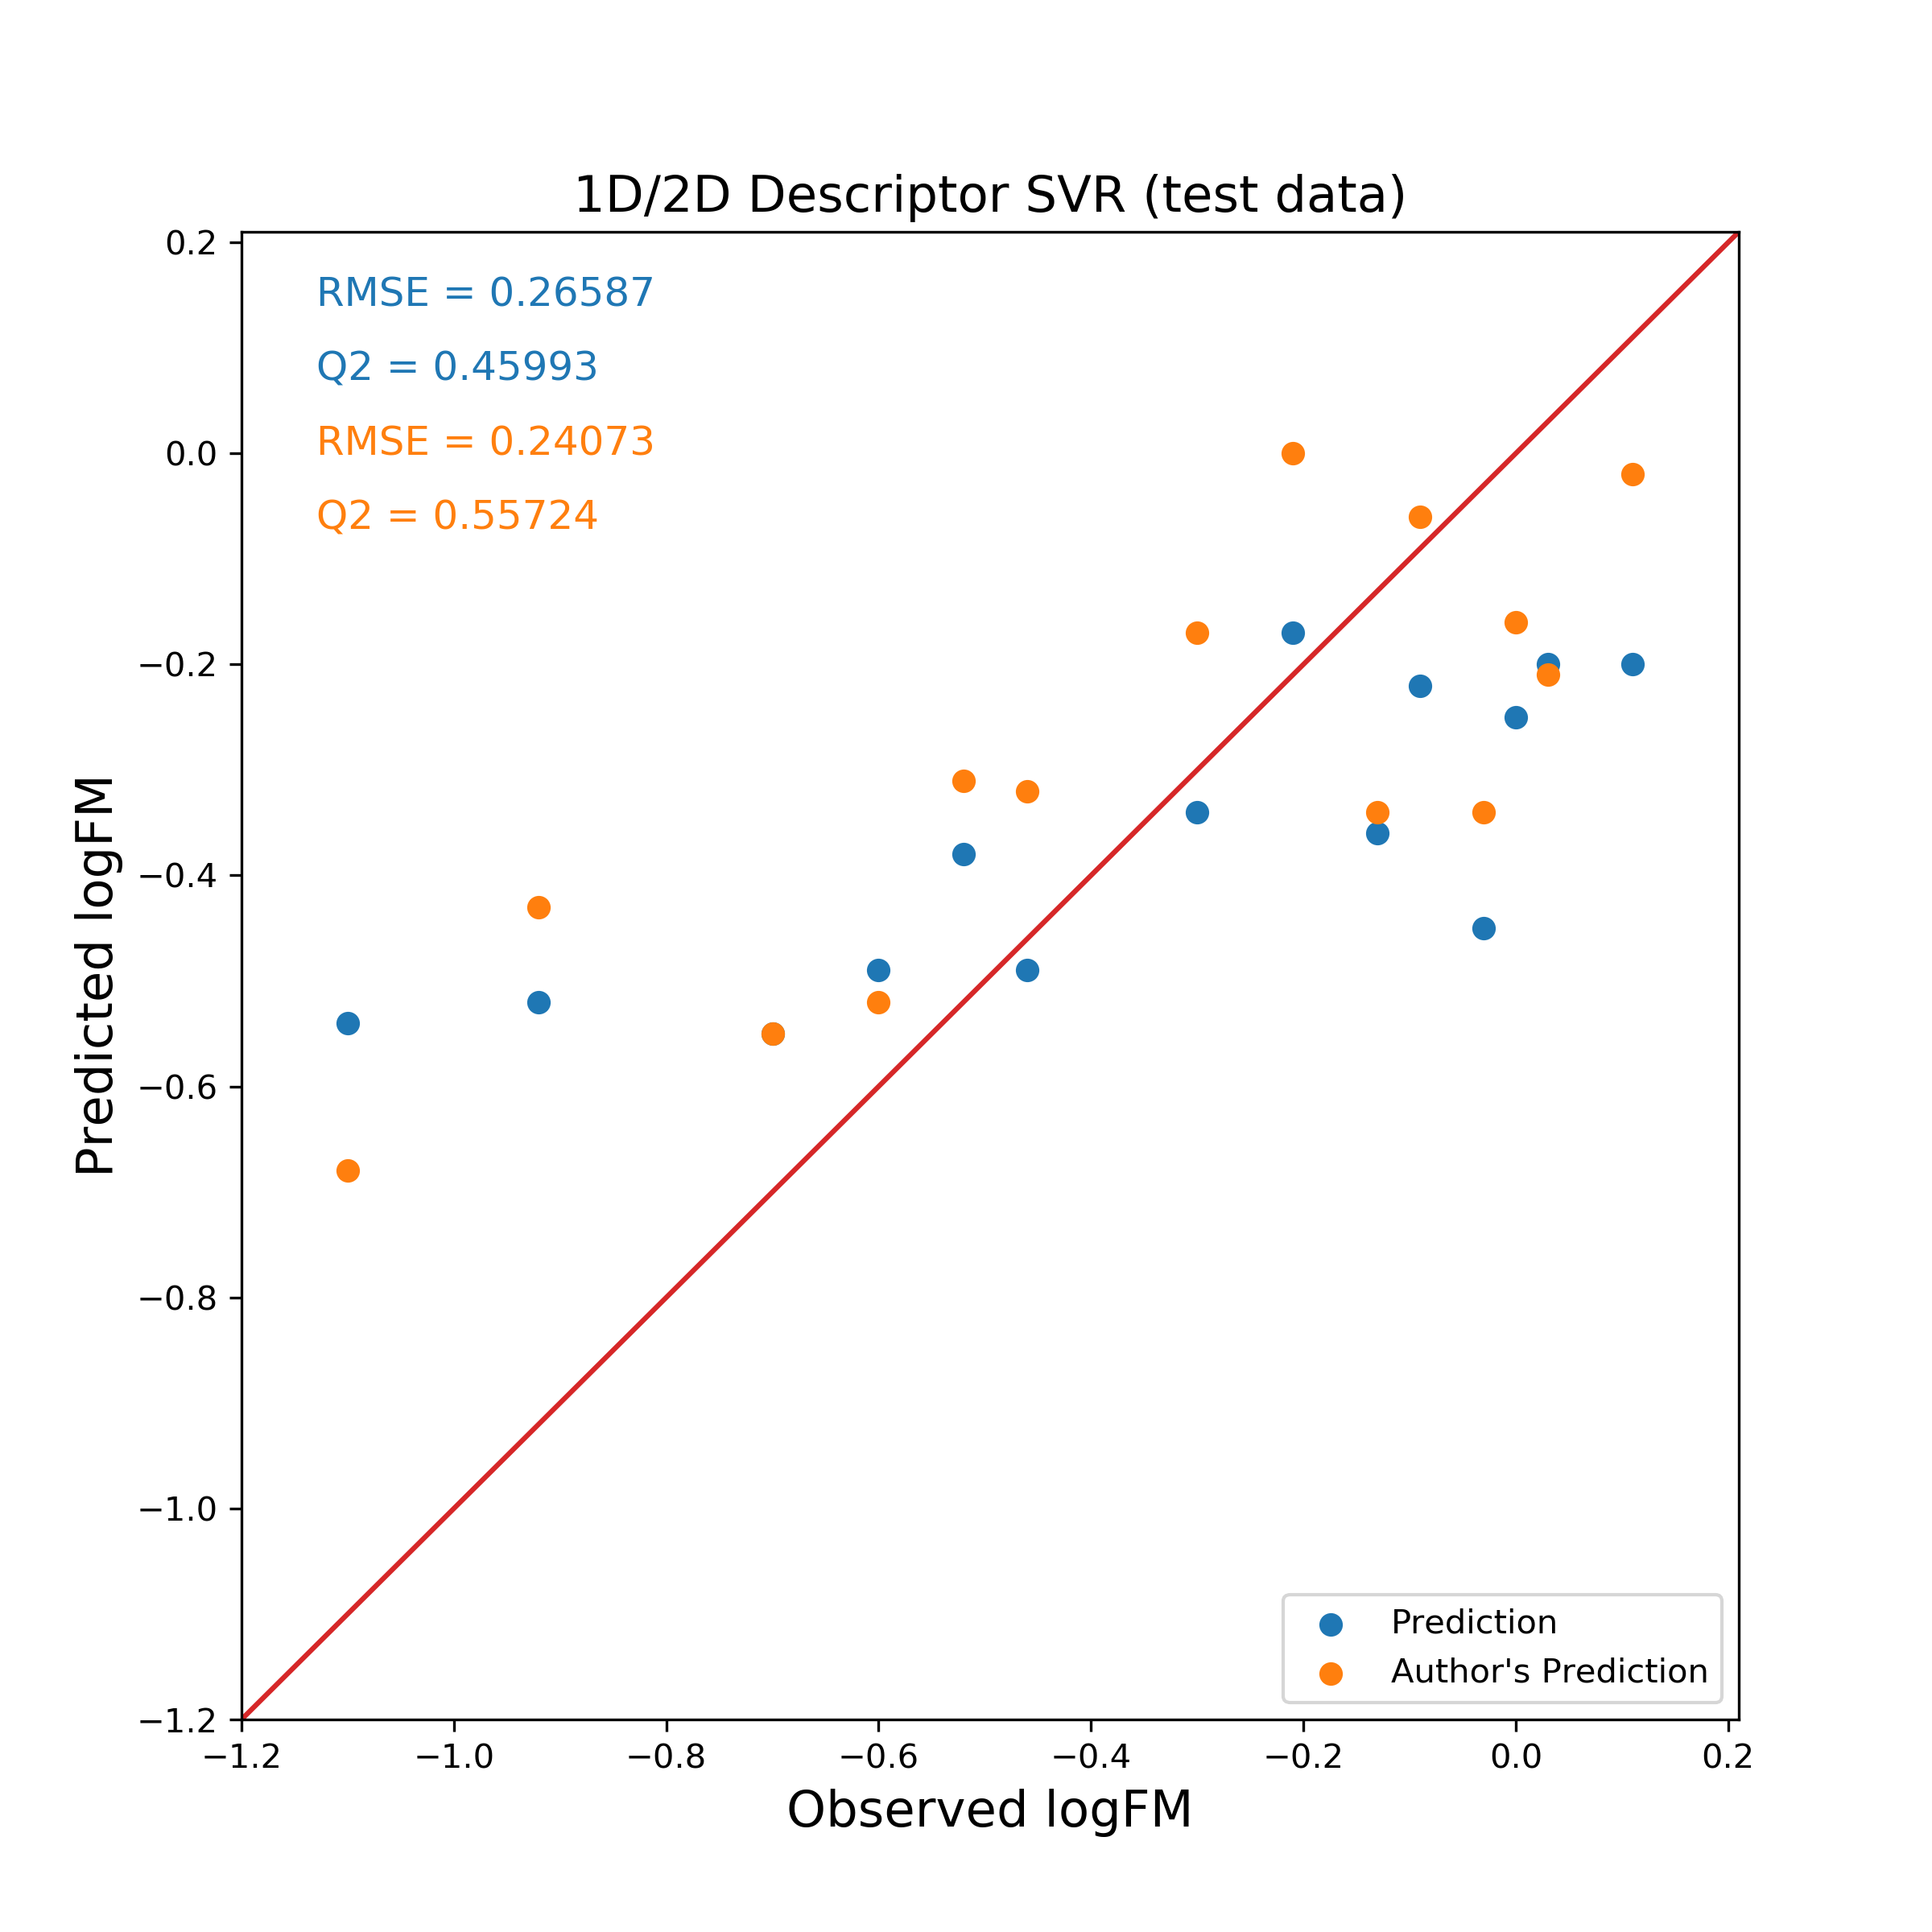 1D/2D Descriptor SVR (test data)
RMSE = 0.26587
Q2 = 0.45993
RMSE = 0.24073
Q2 = 0.55724
Predicted logFM
0.2
0.0
−0.2
−0.4
−0.6
−0.8
−1.0
−1.2
Prediction
Author's Prediction
−1.2 −1.0 −0.8 −0.6 −0.4 −0.2 0.0 0.2
Observed logFM